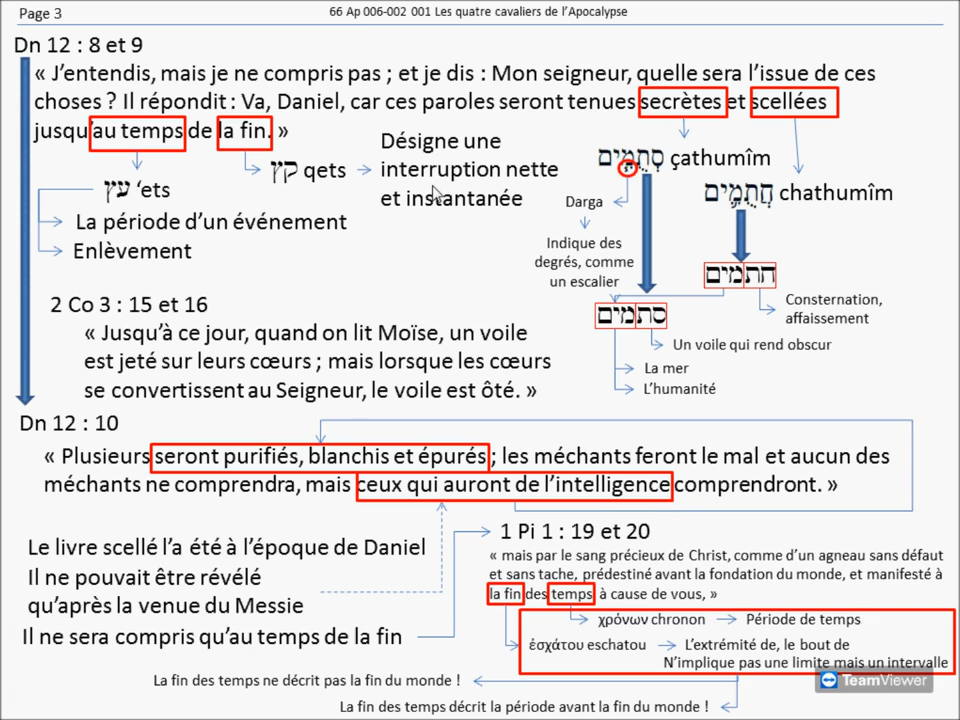 Page 3
66 Ap 006-002 001 Les quatre cavaliers de l’Apocalypse
Dn 12 : 8 et 9
« J’entendis, mais je ne compris pas ; et je dis : Mon seigneur, quelle sera l’issue de ces
choses ? Il répondit : Va, Daniel, car ces paroles seront tenues secrètes et scellées
jusqu’au temps de la fin. »
עץ ‘ets
La période d’un événement
Enlèvement
קץ qets
Désigne une
interruption nette
et instantanée
סְתֻמִ֧ים çathumîm
Darga
Indique des
degrés, comme
un escalier
חֲתֻמִ֛ים chathumîm
חתמים
Consternation,
affaissement
סתמים
Un voile qui rend obscur
La mer
L’humanité
2 Co 3 : 15 et 16
« Jusqu’à ce jour, quand on lit Moïse, un voile
est jeté sur leurs cœurs ; mais lorsque les cœurs
se convertissent au Seigneur, le voile est ôté. »
Dn 12 : 10
« Plusieurs seront purifiés, blanchis et épurés ; les méchants feront le mal et aucun des
méchants ne comprendra, mais ceux qui auront de l’intelligence comprendront. »
Le livre scellé l’a été à l’époque de Daniel
Il ne pouvait être révélé
qu’après la venue du Messie
Il ne sera compris qu’au temps de la fin
1 Pi 1 : 19 et 20
« mais par le sang précieux de Christ, comme d’un agneau sans défaut
et sans tache, prédestiné avant la fondation du monde, et manifesté à
la fin des temps à cause de vous, »
χρόνων chronon
Période de temps
ἐσχάτου eschatou
L’extrémité de, le bout de
N’implique pas une limite mais un intervalle
La fin des temps ne décrit pas la fin du monde !
La fin des temps décrit la période avant la fin du monde !
TeamViewer